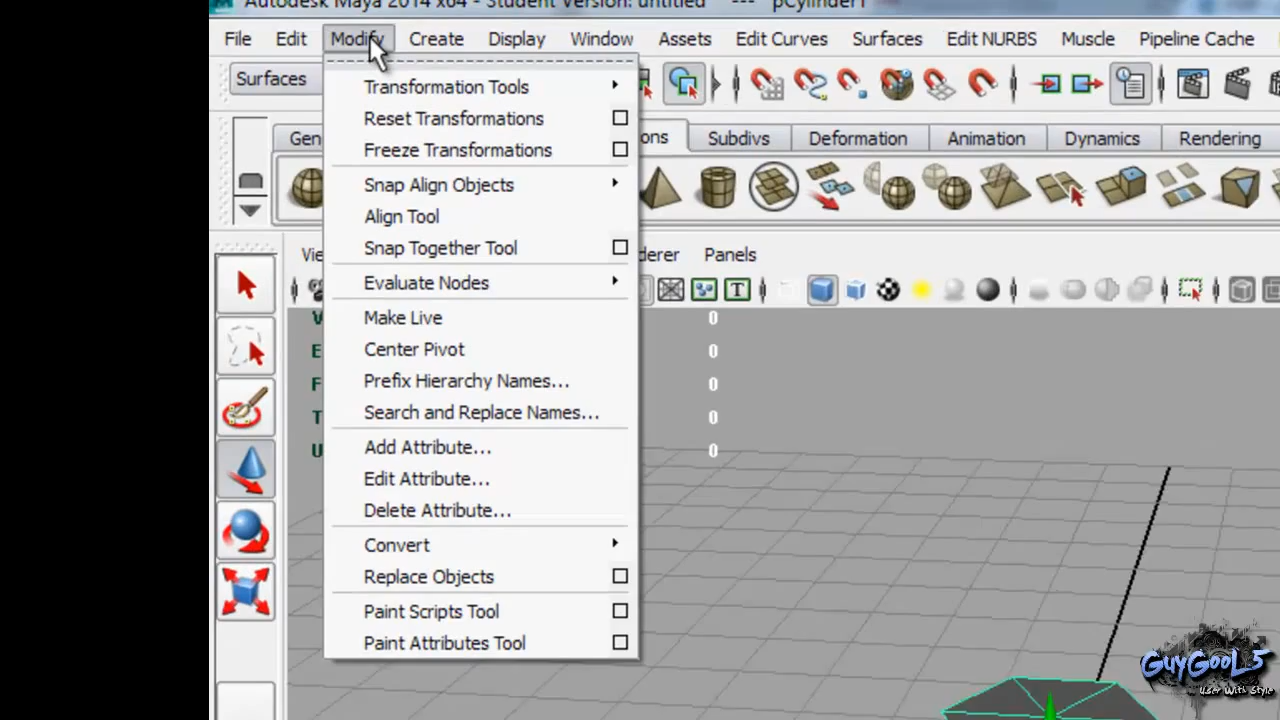 Autodesk Maya 2014 x64 - Student Version: untitled --- pCylinder1
File Edit Modify Create Display Window Assets Edit Curves Surfaces Edit NURBS Muscle Pipeline Cache
Surfaces
Subdivs Deformation Animation Dynamics Rendering
Panels
Transformation Tools
Reset Transformations
Freeze Transformations
Snap Align Objects
Align Tool
Snap Together Tool
Evaluate Nodes
Make Live
Center Pivot
Prefix Hierarchy Names...
Search and Replace Names...
Add Attribute...
Edit Attribute...
Delete Attribute...
Convert
Replace Objects
Paint Scripts Tool
Paint Attributes Tool
V 0
E 0
F 0
T 0
U 0
GuyGooL5
User With Style